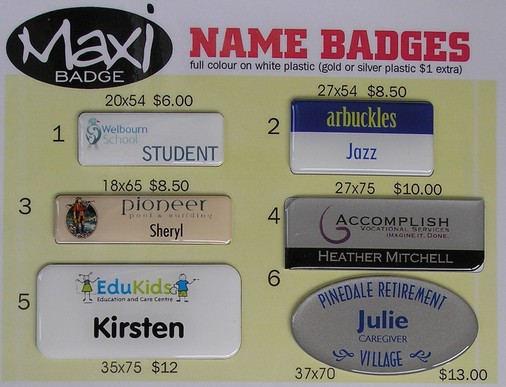 Maxi
BADGE
NAME BADGES
full colour on white plastic (gold or silver plastic $1 extra)
20x54 $6.00
27x54 $8.50
1
Welbourn
School
STUDENT
2
arbuckles
Jazz
18x65 $8.50
27x75 $10.00
3
pioneer
pool & building
Sheryl
4
ACCOMPLISH
VOCATIONAL SERVICES
IMAGINE IT. DONE.
HEATHER MITCHELL
5
EduKids
Education and Care Centre
Kirsten
6
PINEDALE RETIREMENT
Julie
CAREGIVER
VILLAGE
35x75 $12
37x70
$13.00